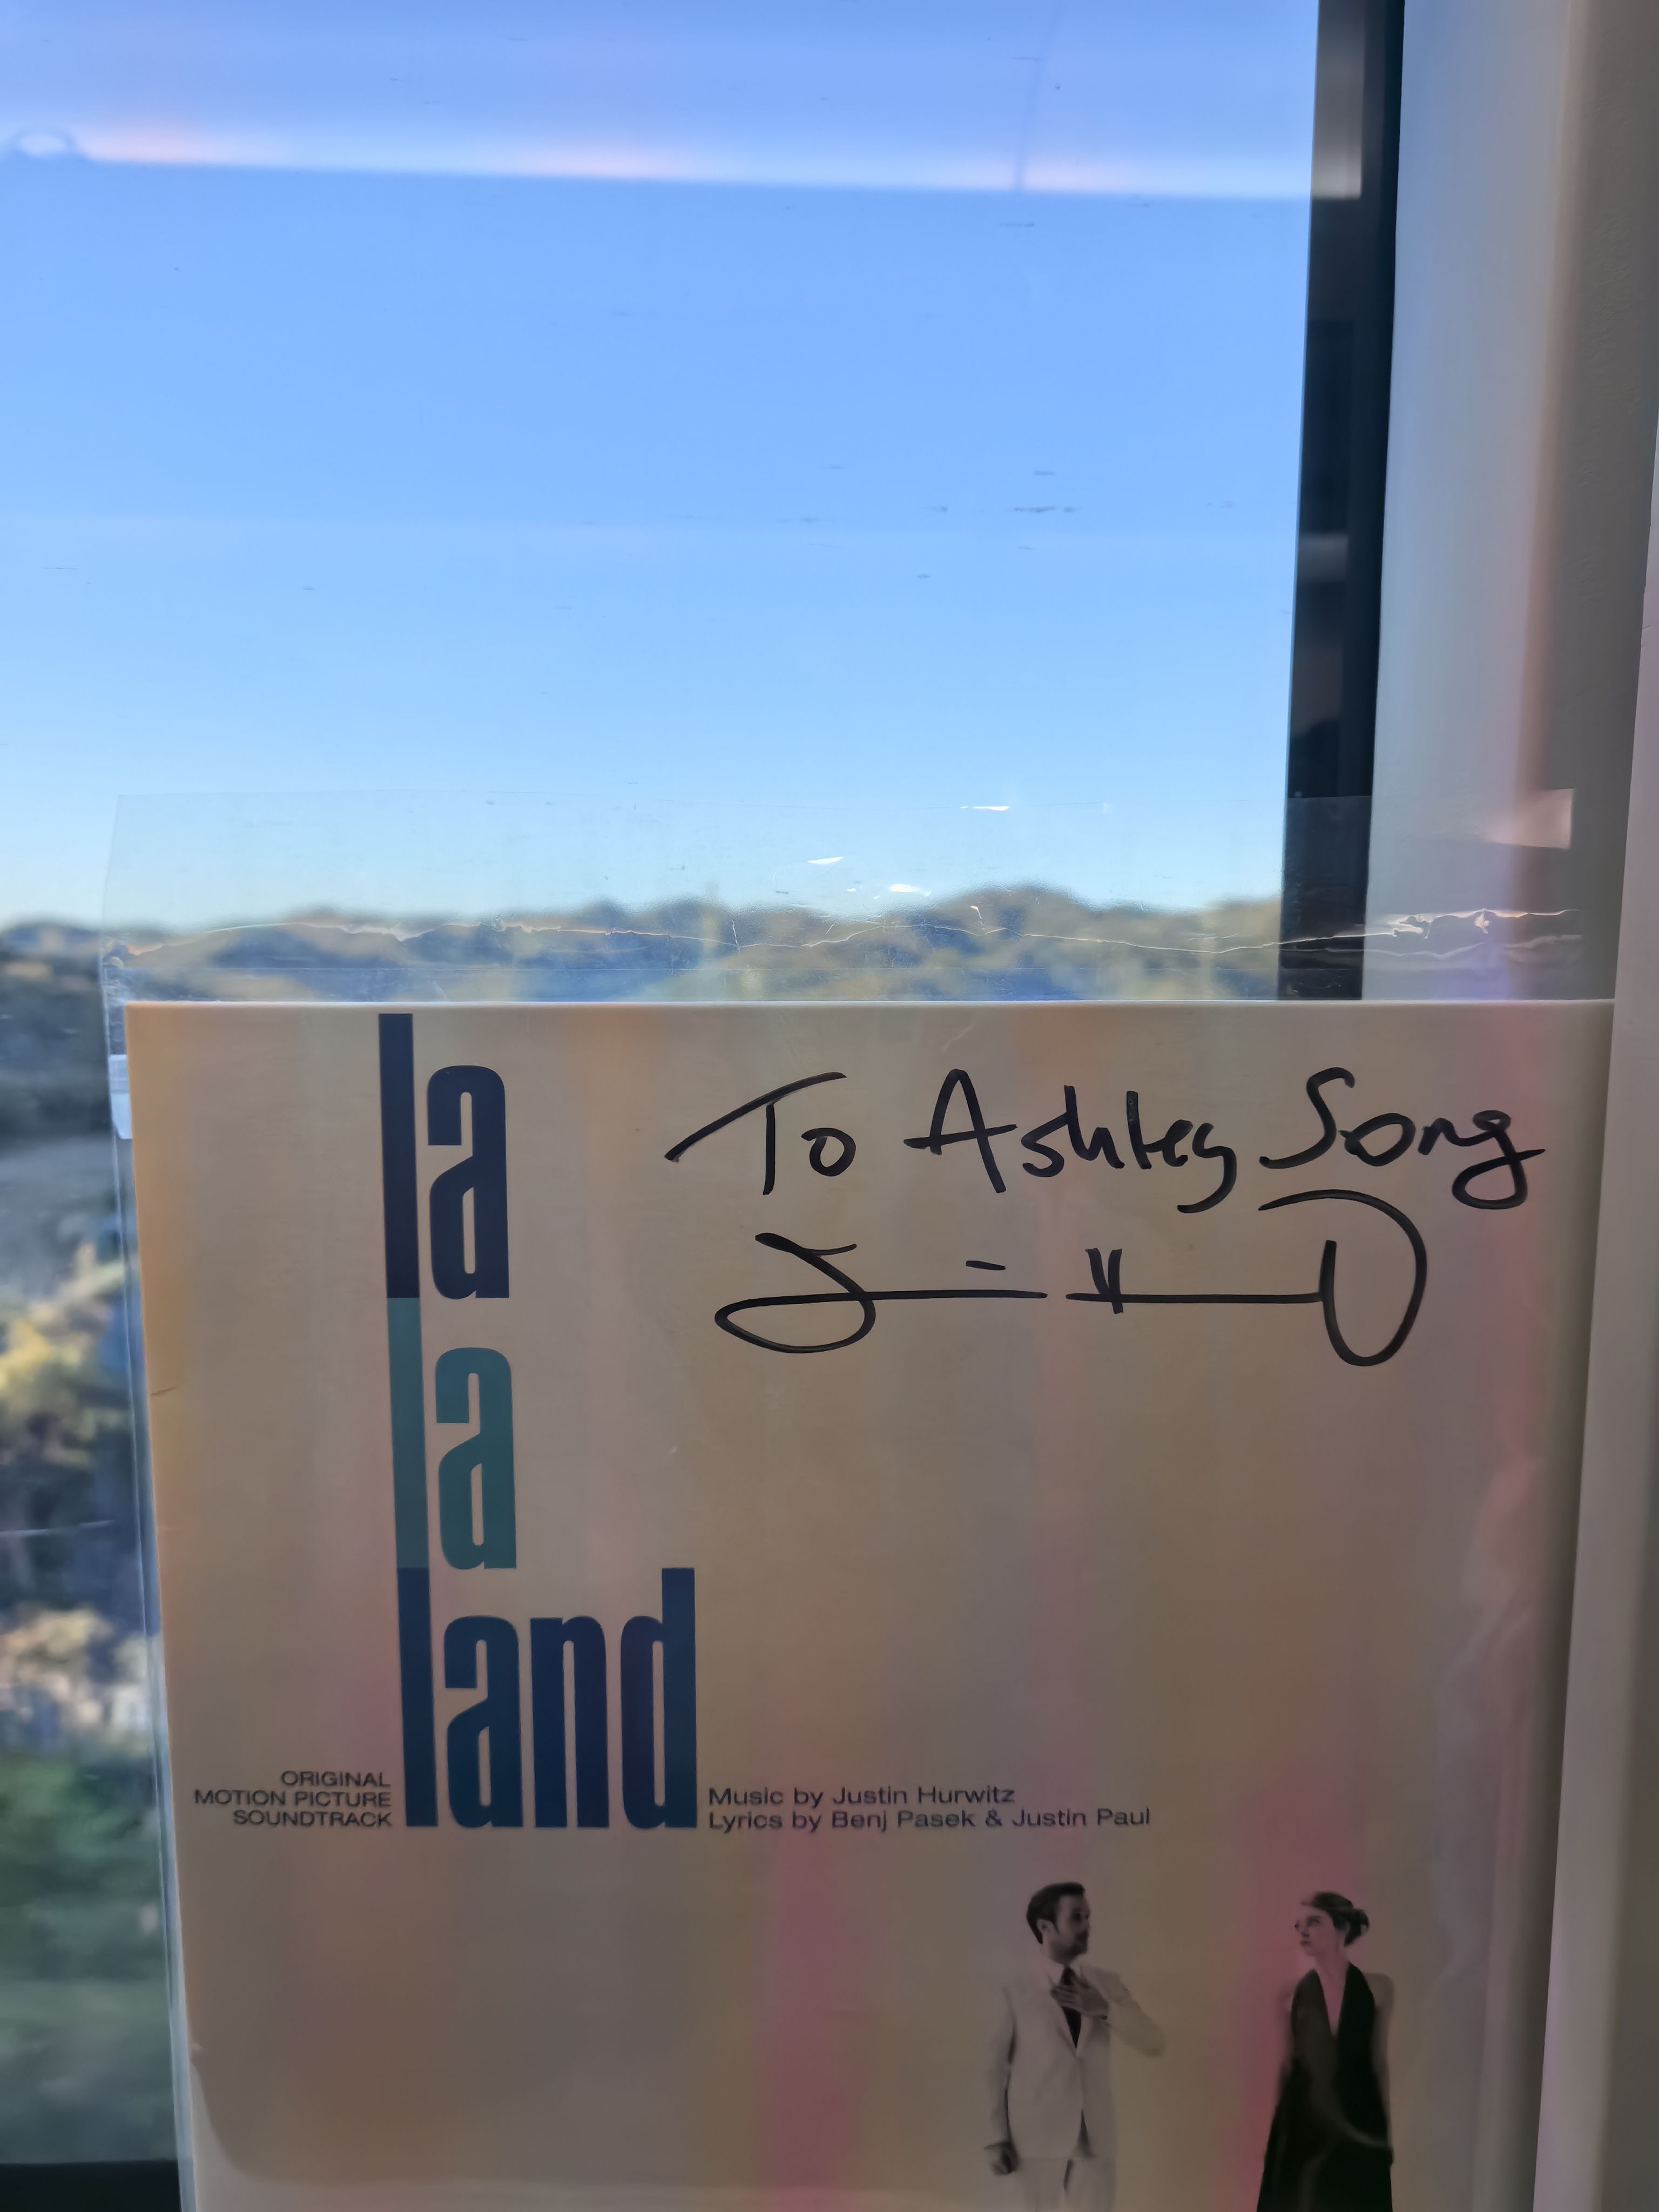 To Ashley Song
la
la
land
ORIGINAL
MOTION PICTURE
SOUNDTRACK
Music by Justin Hurwitz
Lyrics by Benj Pasek & Justin Paul